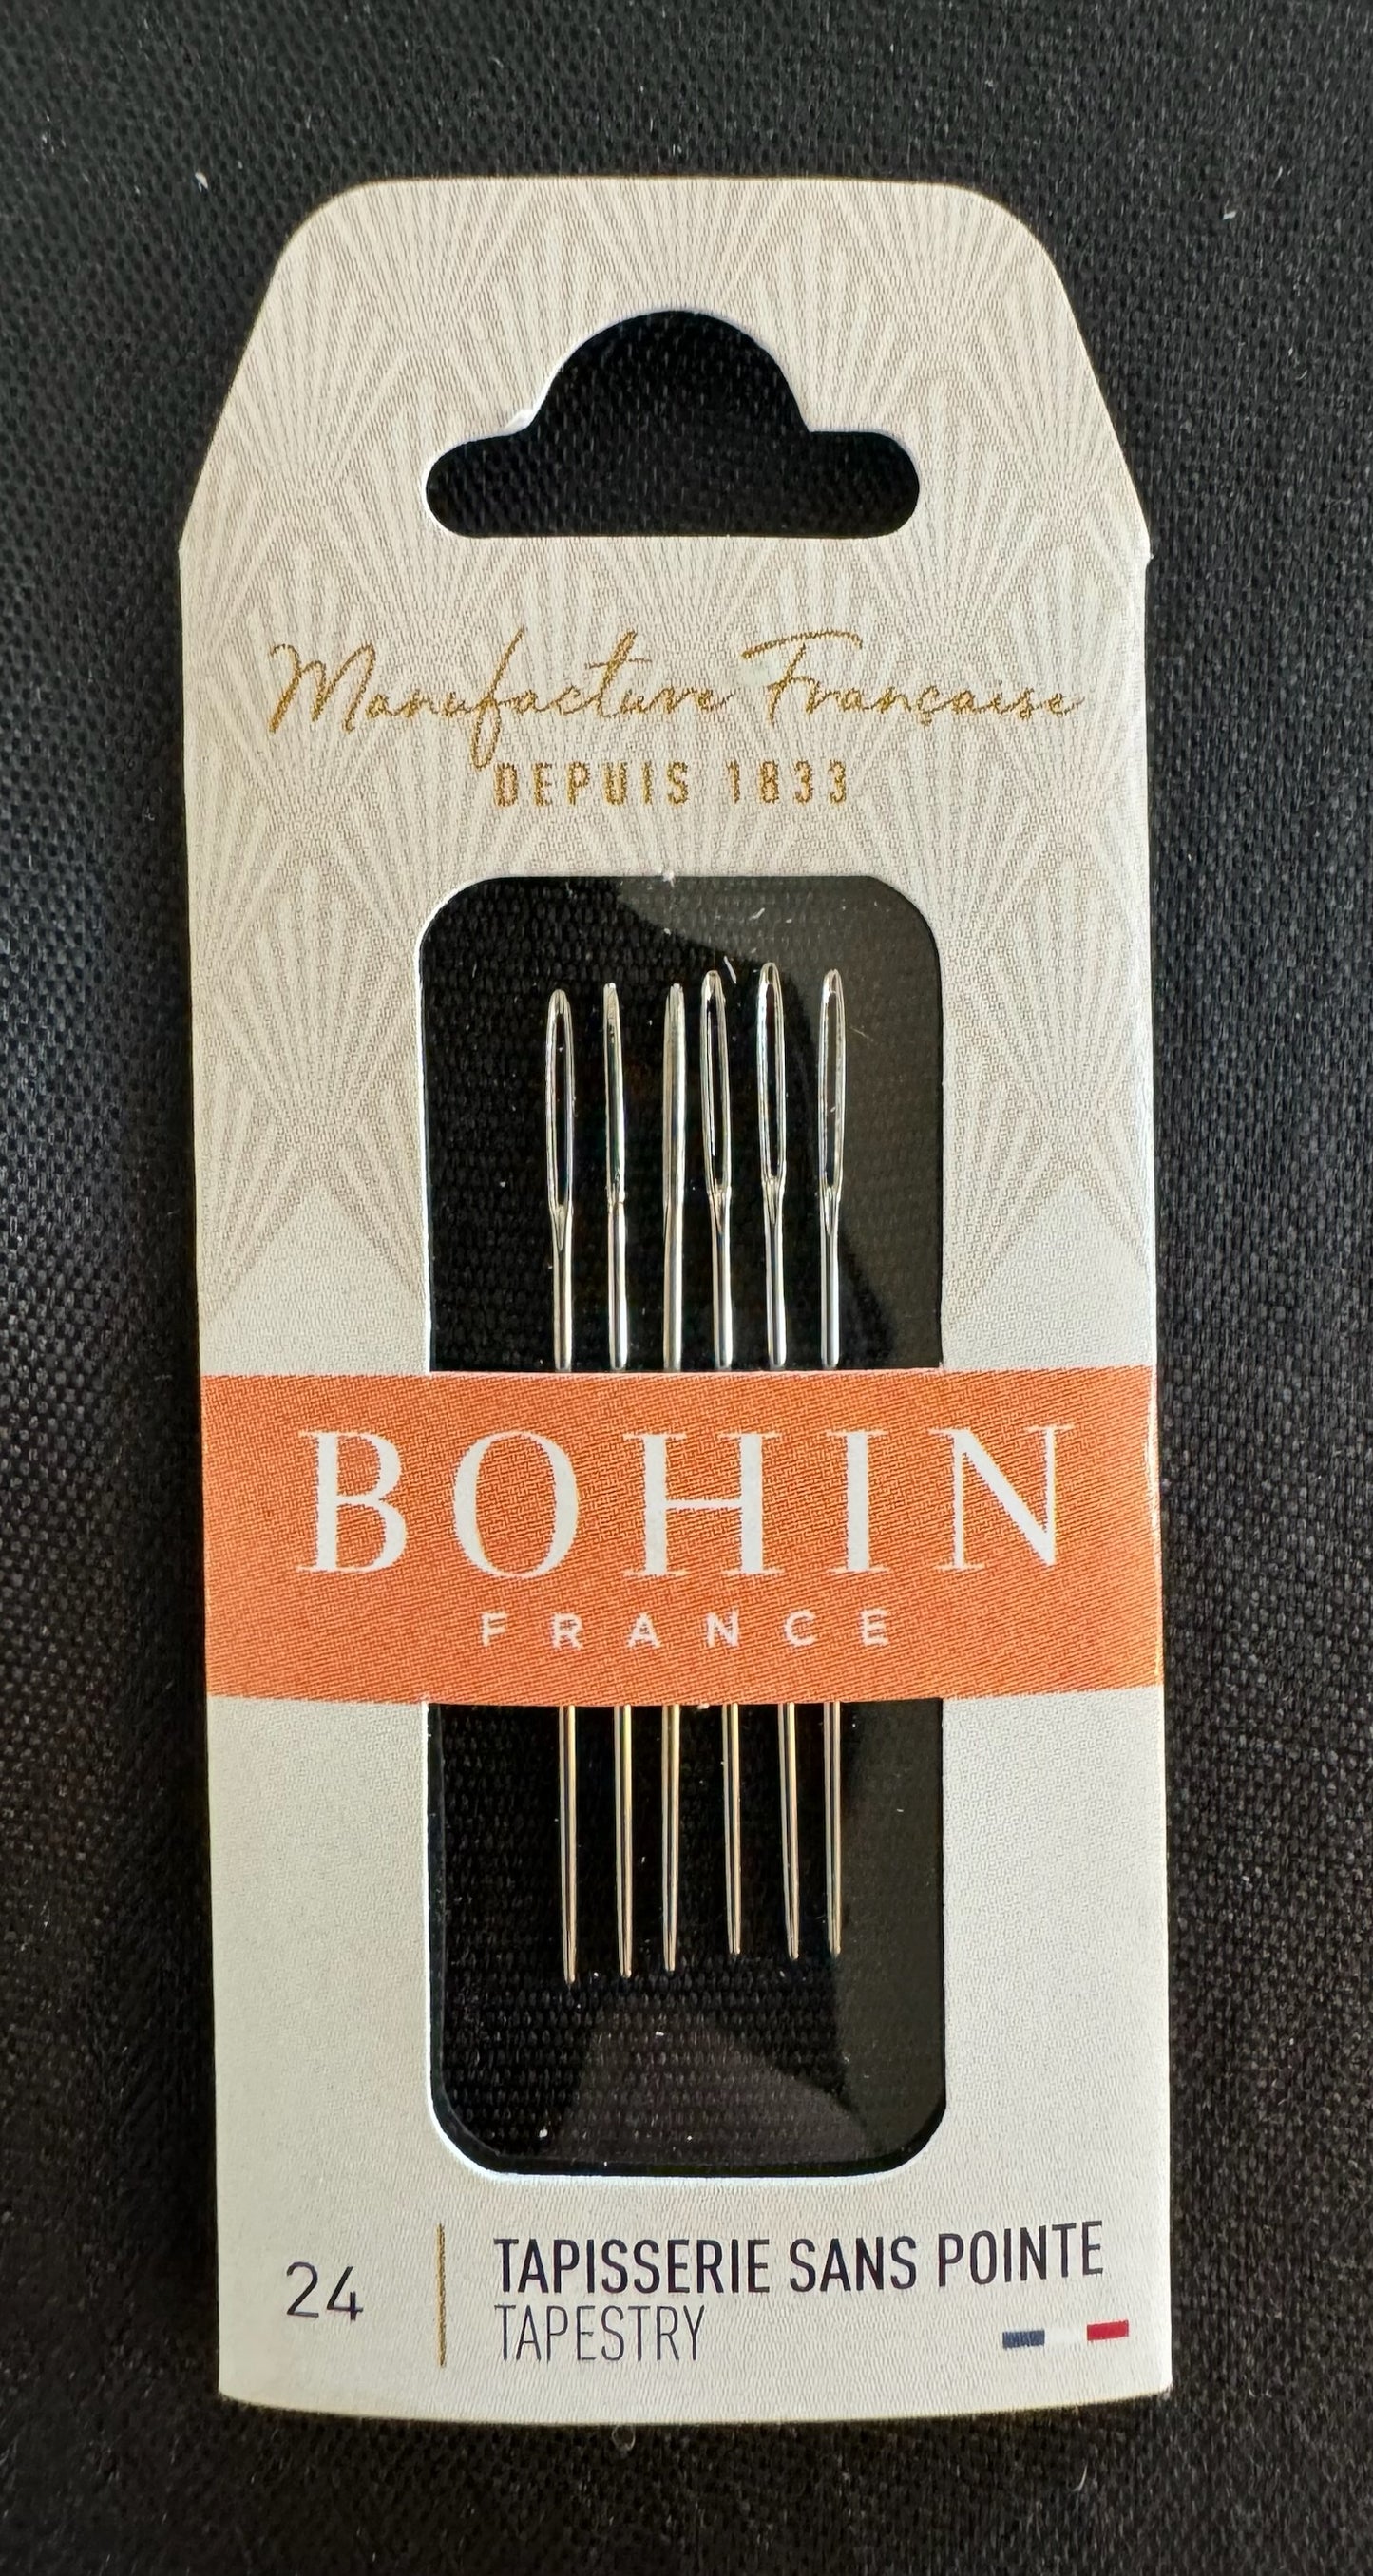 Manufacture Française
DEPUIS 1833
BOHIN
FRANCE
24
TAPISSERIE SANS POINTE
TAPESTRY